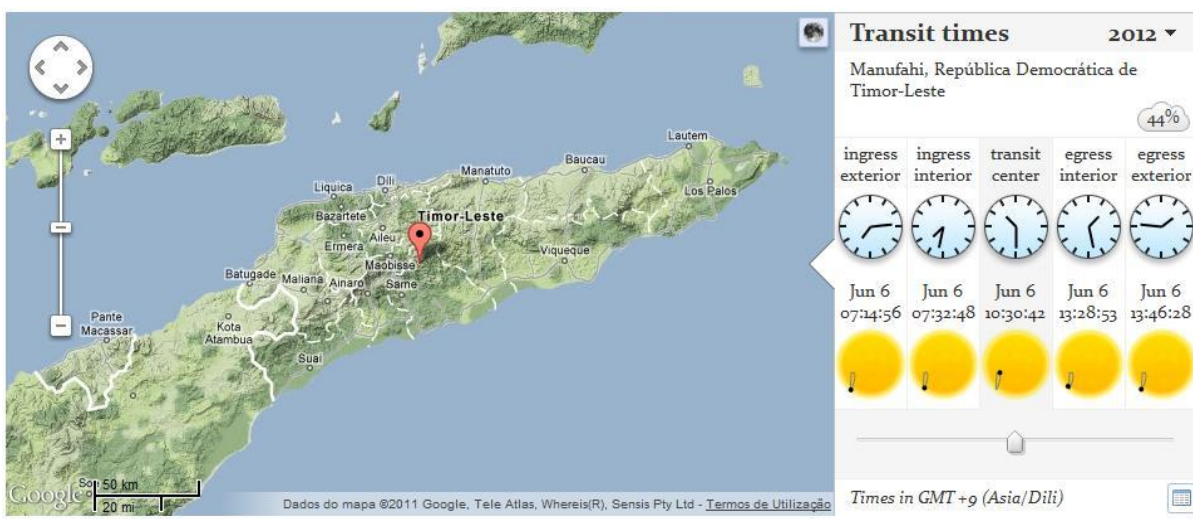 Lautem
Baucau
Manatuto
Los Palos
Dili
Liquica
Bazartete
Timor-Leste
Aileu
Ermera
Viqueque
Maobisse
Batugade
Maliana
Ainaro
Same
Pante
Macassar
Kota
Atambua
Suai
50 km
20 mi
Google
Dados do mapa ©2011 Google, Tele Atlas, Whereis(R), Sensis Pty Ltd - Termos de Utilização
Transit times 2012
Manufahi, República Democrática de
Timor-Leste
44%
ingress ingress transit egress egress
exterior interior center interior exterior
Jun 6 Jun 6 Jun 6 Jun 6 Jun 6
07:14:56 07:32:48 10:30:42 13:28:53 13:46:28
Times in GMT +9 (Asia/Dili)